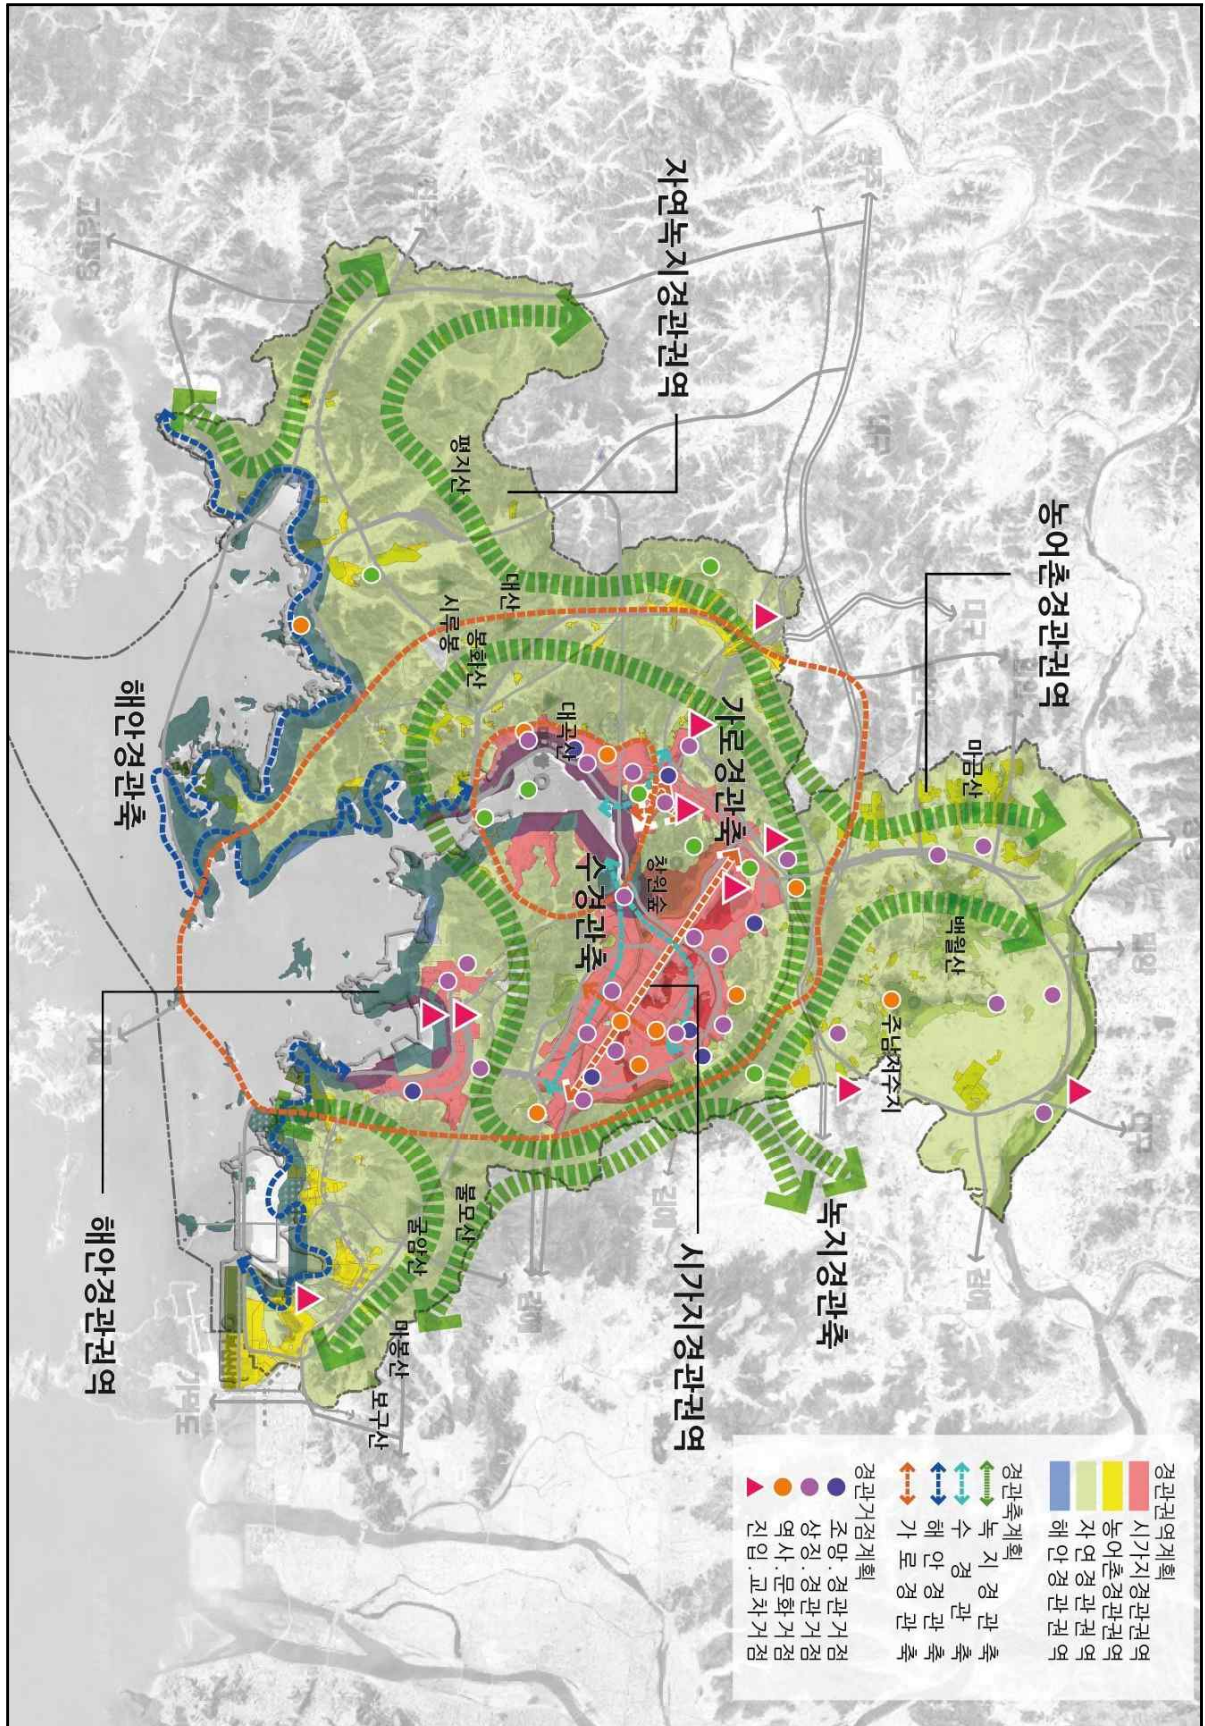 자연녹지경관권역
농어촌경관권역
평지산
대산
시루봉
봉화산
대곡산
가로경관축
마금산
해안경관축
수경관축
창원숲
백월산
주남저수지
녹지경관축
불모산
굴암산
마봉산
보구산
시가지경관권역
해안경관권역
김해
김해
가덕도
경관권역계획
시가지경관권역
농어촌경관권역
자연경관권역
해안경관권역
경관축계획
녹지경관축
수경관축
해안경관축
가로경관축
경관거점계획
조망.경관거점
상징.경관거점
역사.문화거점
진입.교차거점